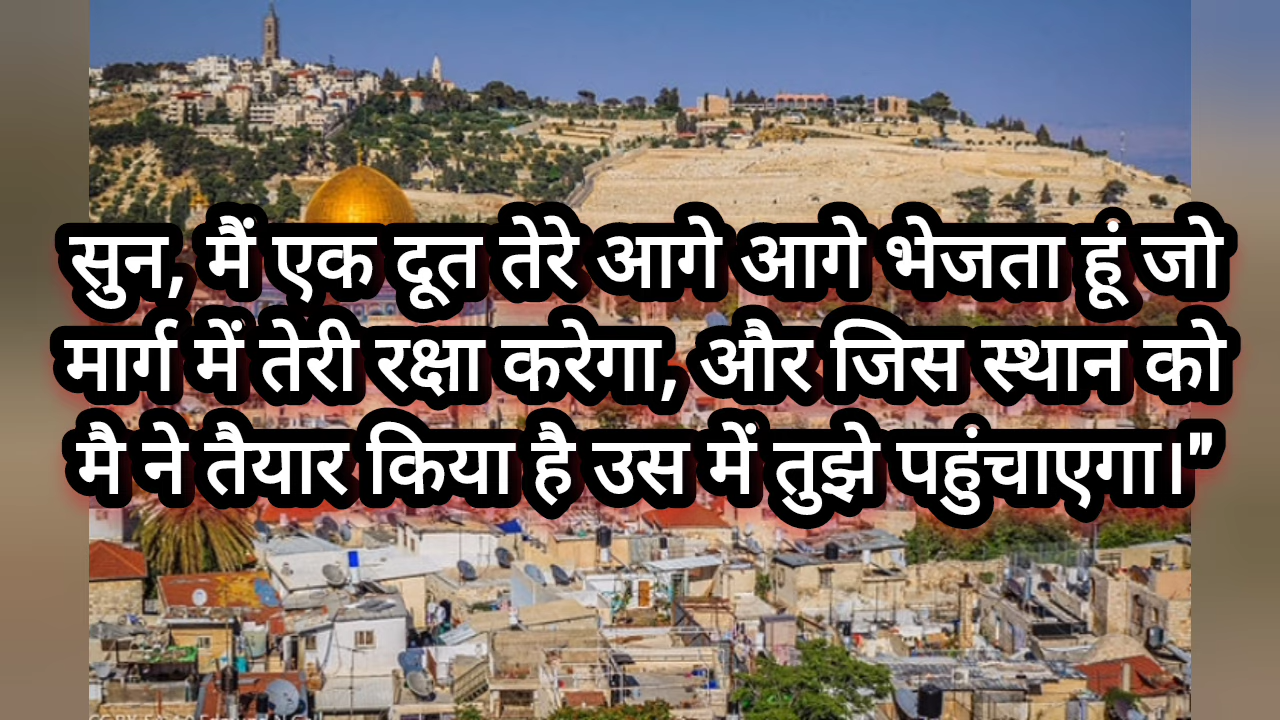 सुन, मैं एक दूत तेरे आगे आगे भेजता हूं जो
मार्ग में तेरी रक्षा करेगा, और जिस स्थान को
मै ने तैयार किया है उस में तुझे पहुंचाएगा।"